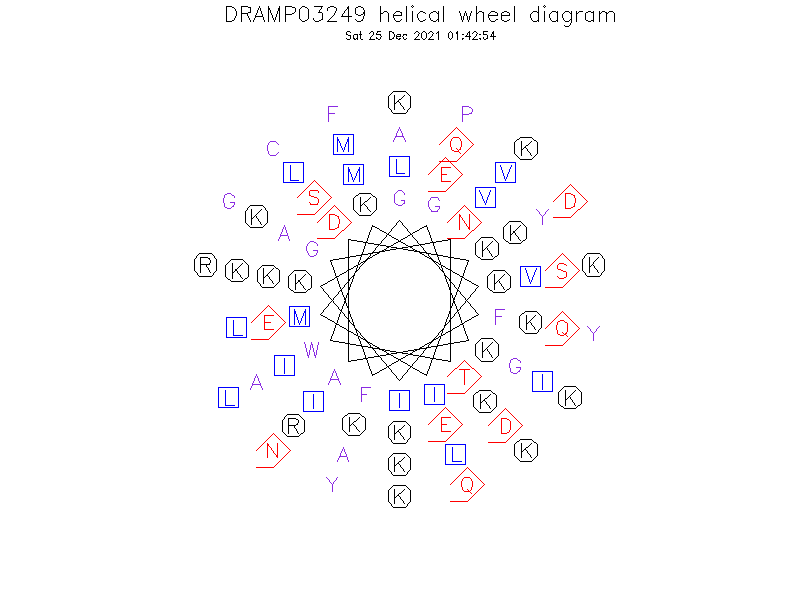 DRAMP03249 helical wheel diagram
Sat 25 Dec 2021 01:42:54
K
F P
A
C M Q K
L M L E V
G S K G G V D
K D N Y
A K
G K
R K K K K V S K
L E M F K Q Y
W K
I G
A A T I
L I F I I K K
R K K E D
N A L K
K
Y Q
K